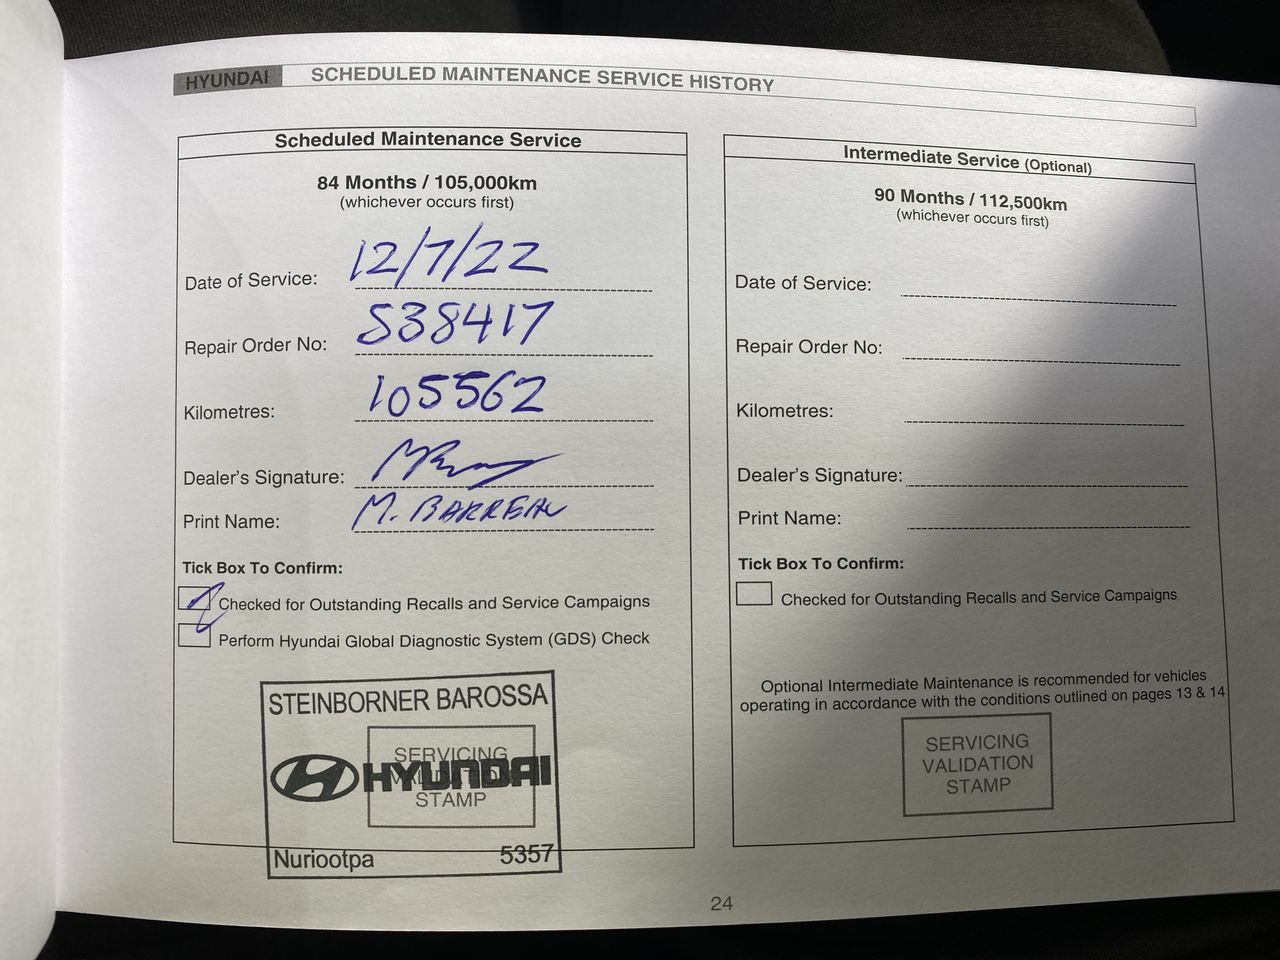 HYUNDAI SCHEDULED MAINTENANCE SERVICE HISTORY
Scheduled Maintenance Service
84 Months / 105,000km
(whichever occurs first)
Date of Service: 12/7/22
Repair Order No: S38417
Kilometres: 105562
Dealer's Signature:
Print Name: M. BARREAU
Tick Box To Confirm:
Checked for Outstanding Recalls and Service Campaigns
Perform Hyundai Global Diagnostic System (GDS) Check
STEINBORNER BAROSSA
SERVICING
VALIDATION
STAMP
HYUNDAI
Nuriootpa 5357
Intermediate Service (Optional)
90 Months / 112,500km
(whichever occurs first)
Date of Service:
Repair Order No:
Kilometres:
Dealer's Signature:
Print Name:
Tick Box To Confirm:
Checked for Outstanding Recalls and Service Campaigns
Optional Intermediate Maintenance is recommended for vehicles
operating in accordance with the conditions outlined on pages 13 & 14
SERVICING
VALIDATION
STAMP
24